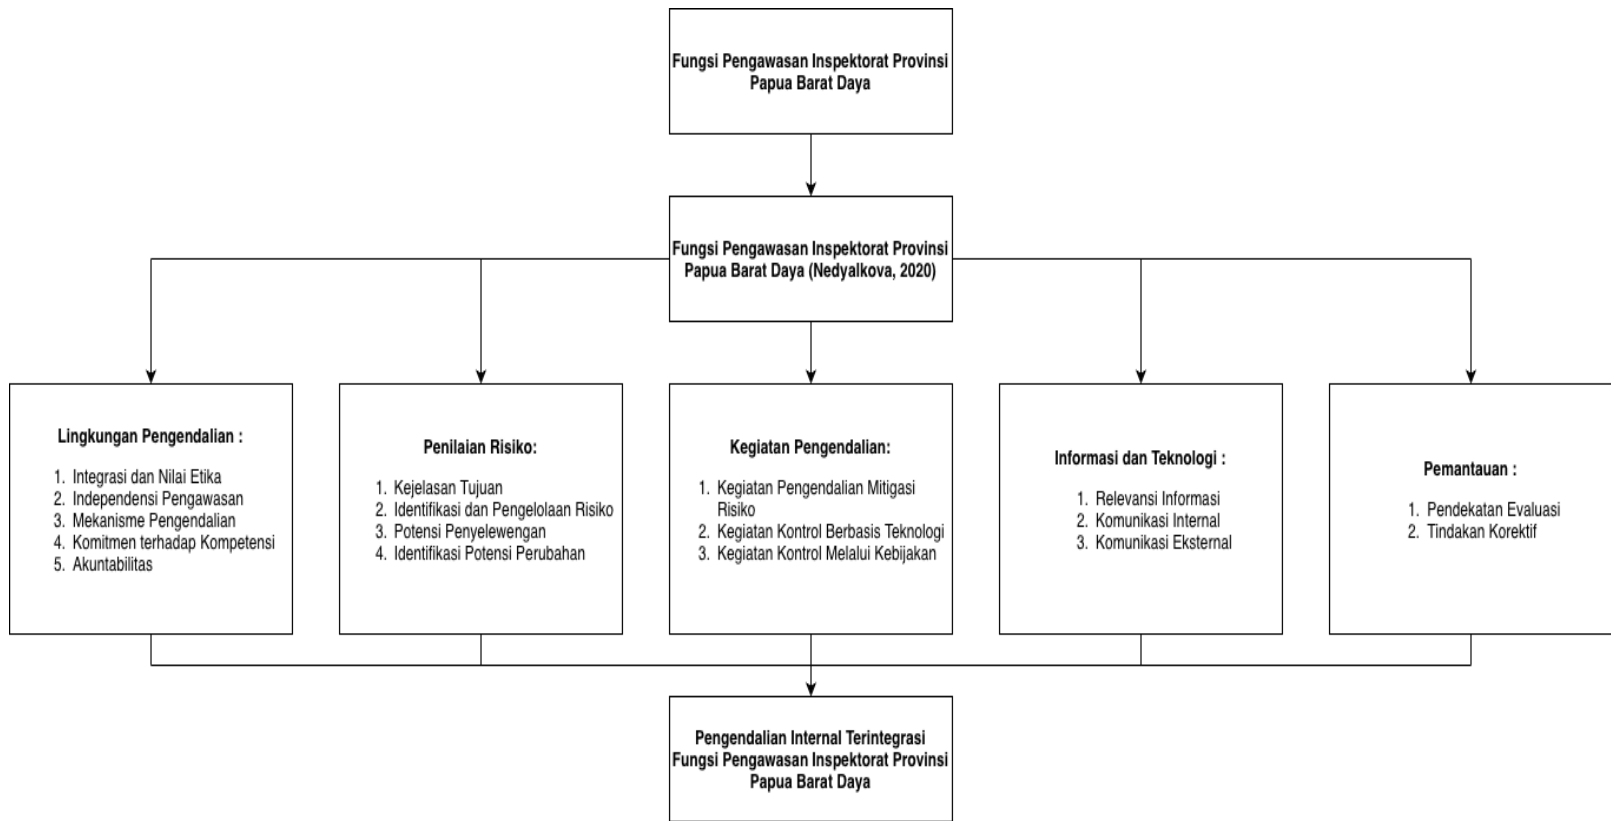 Fungsi Pengawasan Inspektorat Provinsi
Papua Barat Daya
Fungsi Pengawasan Inspektorat Provinsi
Papua Barat Daya (Nedyalkova, 2020)
Lingkungan Pengendalian :
1. Integrasi dan Nilai Etika
2. Independensi Pengawasan
3. Mekanisme Pengendalian
4. Komitmen terhadap Kompetensi
5. Akuntabilitas
Penilaian Risiko:
1. Kejelasan Tujuan
2. Identifikasi dan Pengelolaan Risiko
3. Potensi Penyelewengan
4. Identifikasi Potensi Perubahan
Kegiatan Pengendalian:
1. Kegiatan Pengendalian Mitigasi
Risiko
2. Kegiatan Kontrol Berbasis Teknologi
3. Kegiatan Kontrol Melalui Kebijakan
Informasi dan Teknologi :
1. Relevansi Informasi
2. Komunikasi Internal
3. Komunikasi Eksternal
Pemantauan :
1. Pendekatan Evaluasi
2. Tindakan Korektif
Pengendalian Internal Terintegrasi
Fungsi Pengawasan Inspektorat Provinsi
Papua Barat Daya